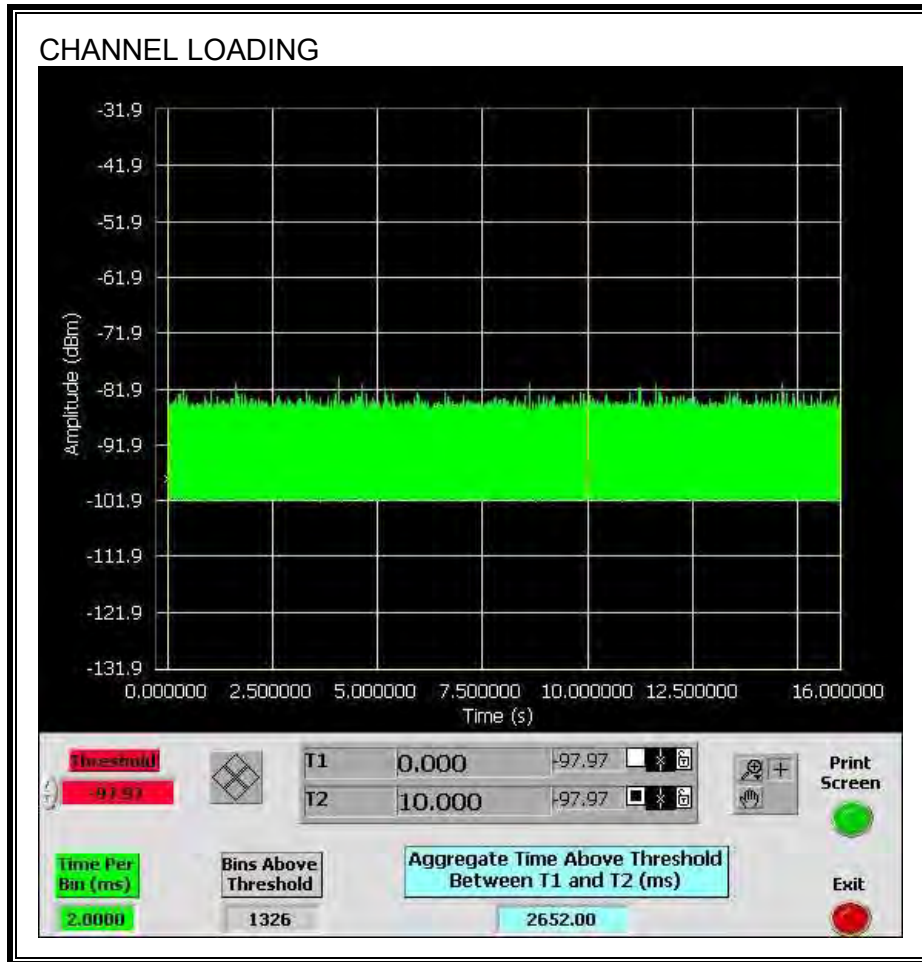 CHANNEL LOADING
-31.9
-41.9
-51.9
-61.9
-71.9
-81.9
-91.9
-101.9
-111.9
-121.9
-131.9
Amplitude (dBm)
0.000000 2.500000 5.000000 7.500000 10.000000 12.500000 16.000000
Time (s)
Threshold
-97.97
T1 0.000 -97.97
T2 10.000 -97.97
Print
Screen
Time Per
Bin (ms)
2.0000
Bins Above
Threshold
1326
Aggregate Time Above Threshold
Between T1 and T2 (ms)
2652.00
Exit